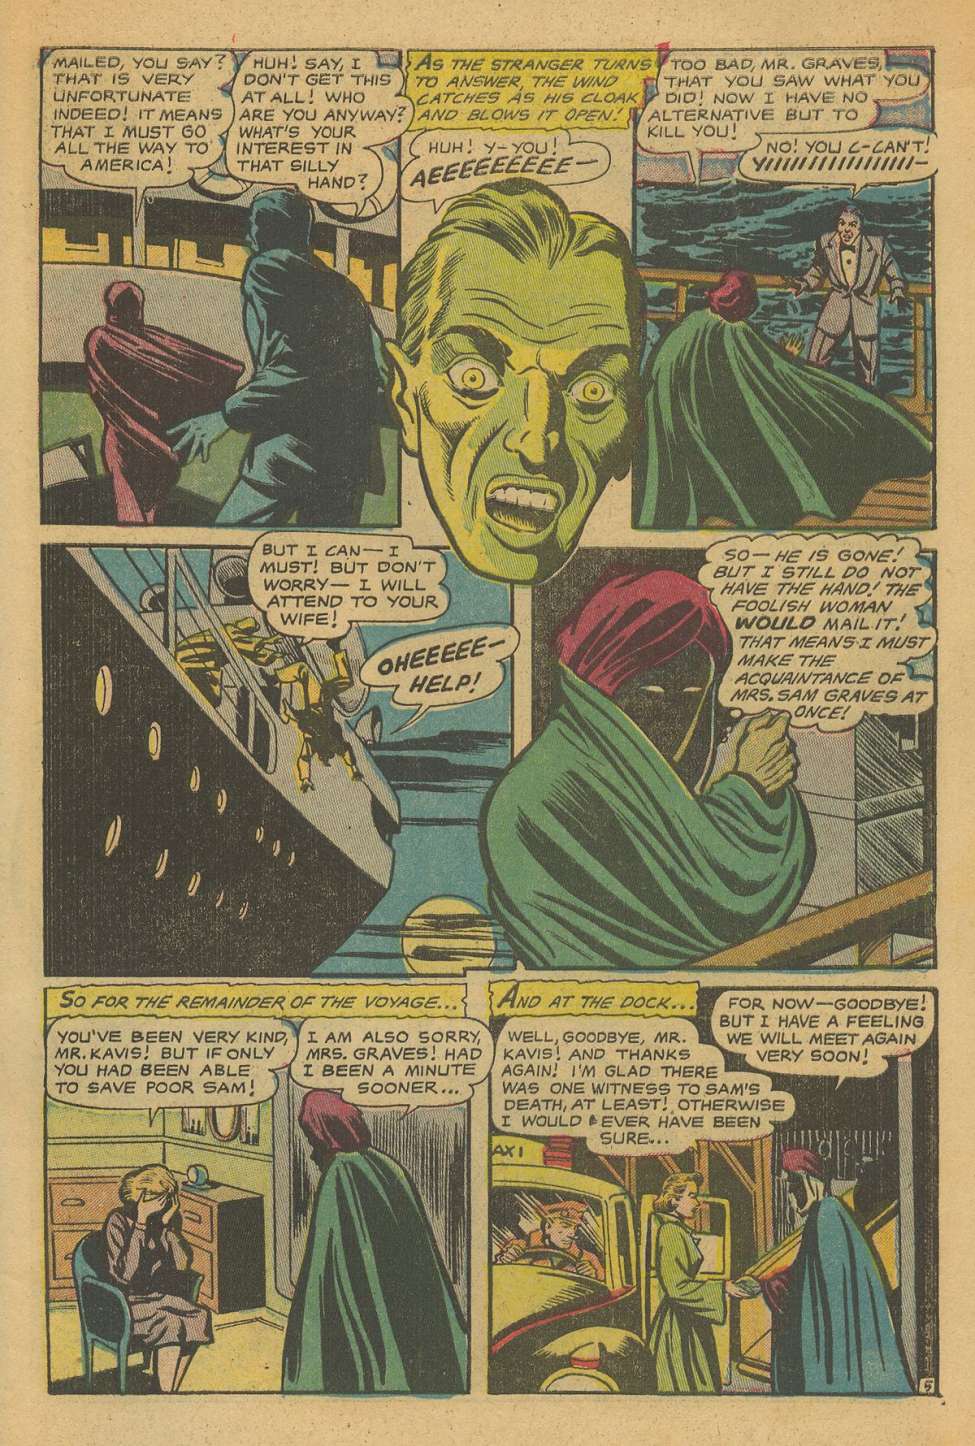 MAILED, YOU SAY?
THAT IS VERY
UNFORTUNATE
INDEED! IT MEANS
THAT I MUST GO
ALL THE WAY TO
AMERICA!
HUH! SAY, I
DON'T GET THIS
AT ALL! WHO
ARE YOU ANYWAY?
WHAT'S YOUR
INTEREST IN
THAT SILLY
HAND?
AS THE STRANGER TURNS
TO ANSWER, THE WIND
CATCHES AS HIS CLOAK
AND BLOWS IT OPEN!
HUH! Y-YOU!
AEEEEEEEEEE—
TOO BAD, MR. GRAVES,
THAT YOU SAW WHAT YOU
DID! NOW I HAVE NO
ALTERNATIVE BUT TO
KILL YOU!
NO! YOU C-CAN'T!
YIIIIIIIIIIIIIIIII—
BUT I CAN— I
MUST! BUT DON'T
WORRY— I WILL
ATTEND TO YOUR
WIFE!
OHEEEEE—
HELP!
SO— HE IS GONE!
BUT I STILL DO NOT
HAVE THE HAND! THE
FOOLISH WOMAN
WOULD MAIL IT!
THAT MEANS I MUST
MAKE THE
ACQUAINTANCE OF
MRS. SAM GRAVES AT
ONCE!
SO FOR THE REMAINDER OF THE VOYAGE...
YOU'VE BEEN VERY KIND,
MR. KAVIS! BUT IF ONLY
YOU HAD BEEN ABLE
TO SAVE POOR SAM!
I AM ALSO SORRY,
MRS. GRAVES! HAD
I BEEN A MINUTE
SOONER...
AND AT THE DOCK...
WELL, GOODBYE, MR.
KAVIS! AND THANKS
AGAIN! I'M GLAD THERE
WAS ONE WITNESS TO SAM'S
DEATH, AT LEAST! OTHERWISE
I WOULD EVER HAVE BEEN
SURE...
FOR NOW—GOODBYE!
BUT I HAVE A FEELING
WE WILL MEET AGAIN
VERY SOON!
AXI
5